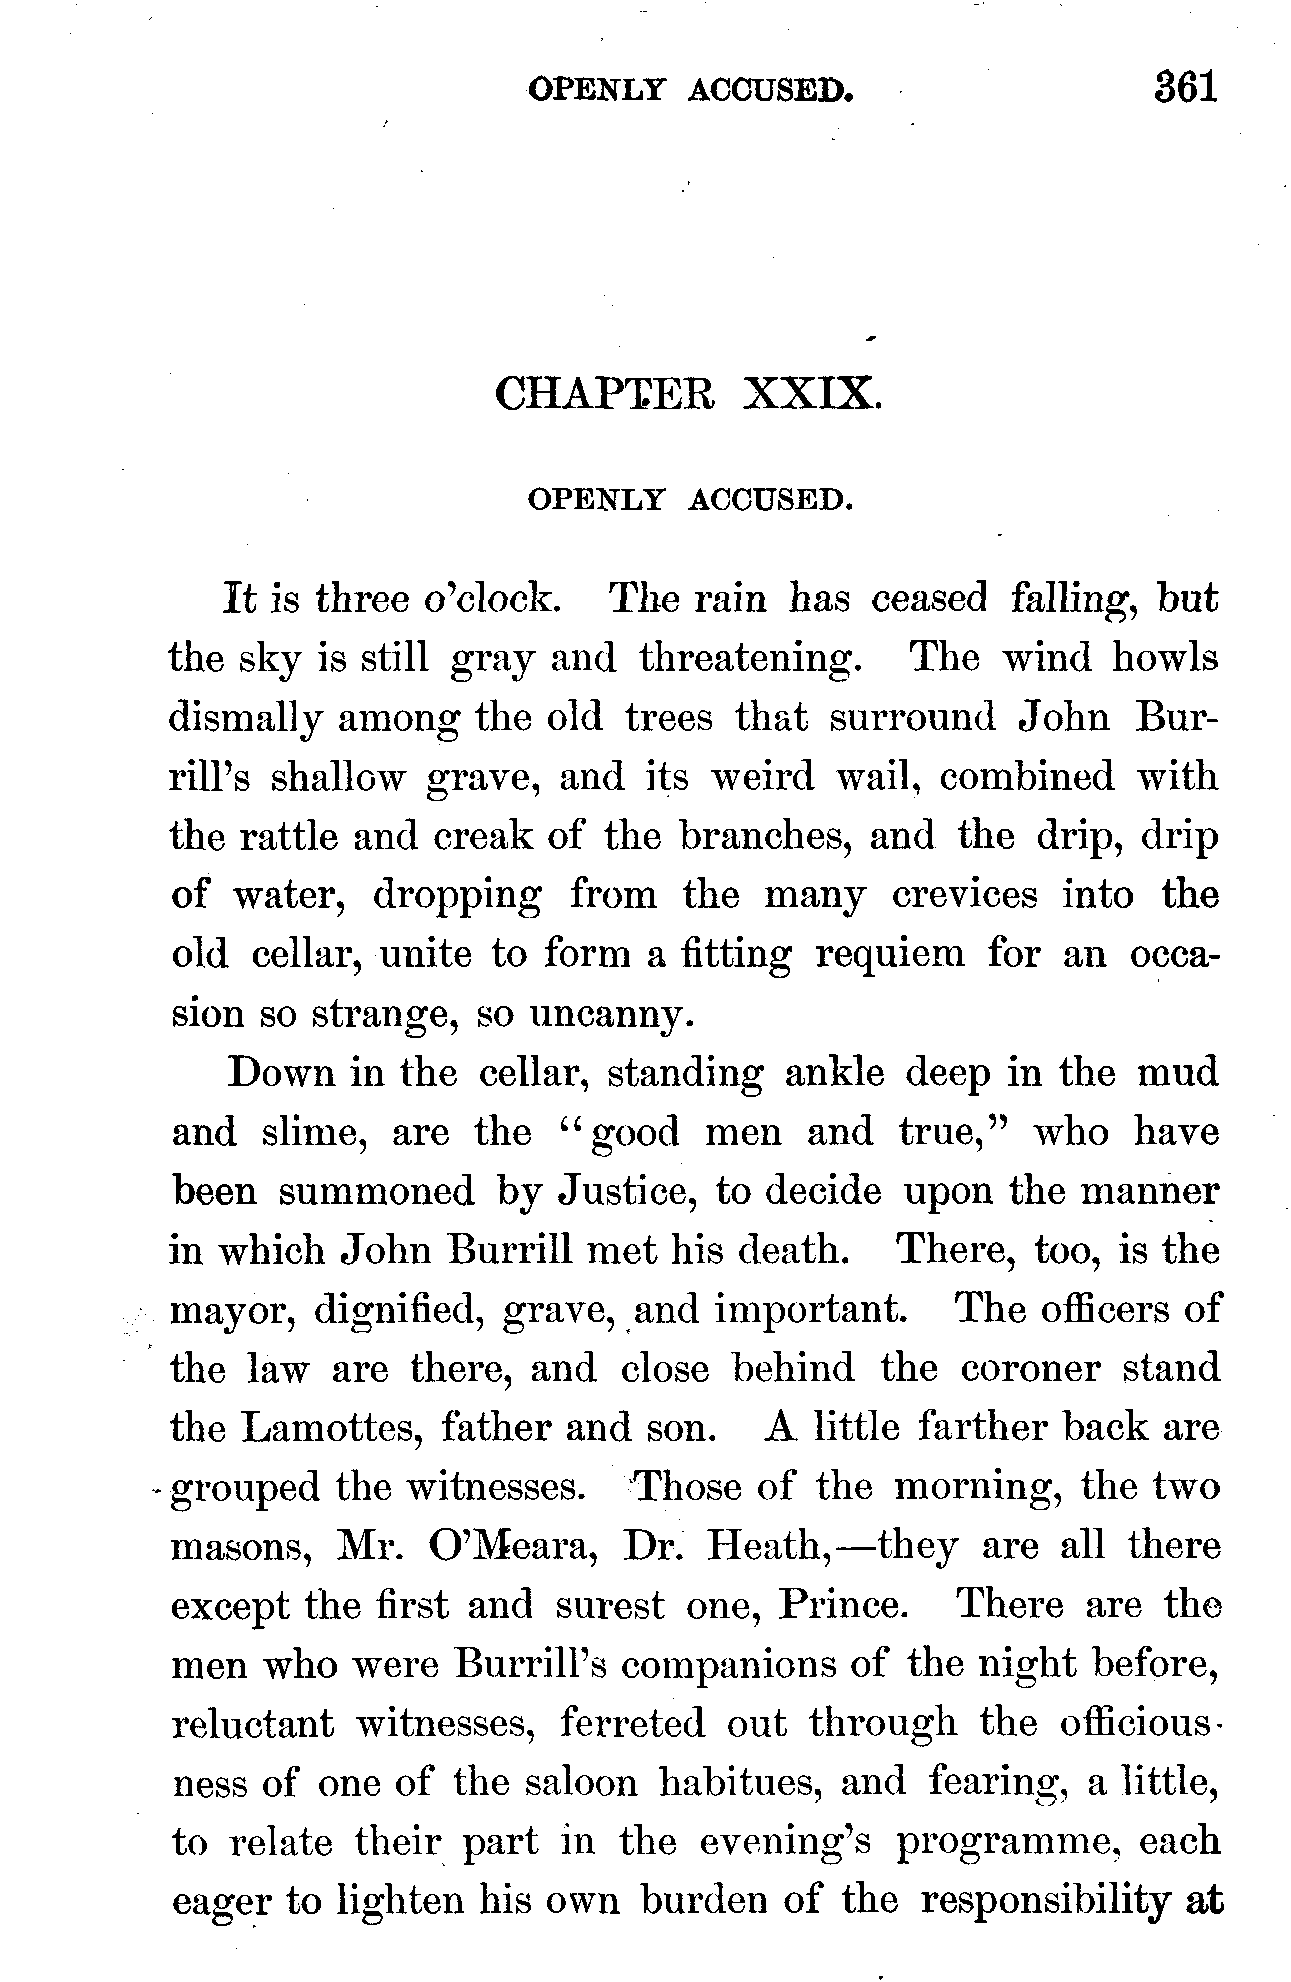 OPENLY ACCUSED. 361
CHAPTER XXIX.
OPENLY ACCUSED.
It is three o'clock. The rain has ceased falling, but
the sky is still gray and threatening. The wind howls
dismally among the old trees that surround John Bur-
rill's shallow grave, and its weird wail, combined with
the rattle and creak of the branches, and the drip, drip
of water, dropping from the many crevices into the
old cellar, unite to form a fitting requiem for an occa-
sion so strange, so uncanny.
Down in the cellar, standing ankle deep in the mud
and slime, are the "good men and true," who have
been summoned by Justice, to decide upon the manner
in which John Burrill met his death. There, too, is the
mayor, dignified, grave, and important. The officers of
the law are there, and close behind the coroner stand
the Lamottes, father and son. A little farther back are
grouped the witnesses. Those of the morning, the two
masons, Mr. O'Meara, Dr. Heath,—they are all there
except the first and surest one, Prince. There are the
men who were Burrill's companions of the night before,
reluctant witnesses, ferreted out through the officious-
ness of one of the saloon habitues, and fearing, a little,
to relate their part in the evening's programme, each
eager to lighten his own burden of the responsibility at